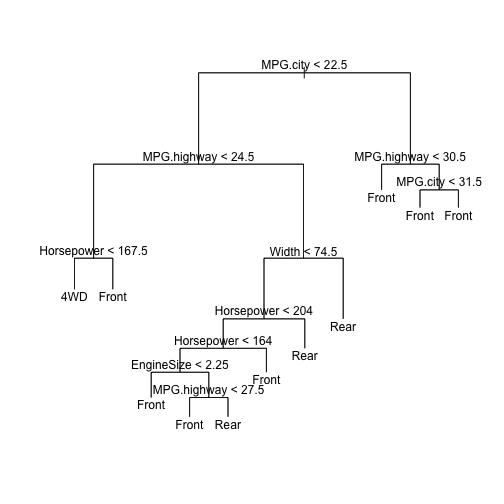 MPG.city < 22.5
MPG.highway < 24.5
MPG.highway < 30.5
MPG.city < 31.5
Front
Front
Front
Horsepower < 167.5
Width < 74.5
4WD
Front
Horsepower < 204
Rear
Horsepower < 164
Rear
EngineSize < 2.25
Front
MPG.highway < 27.5
Front
Front
Rear